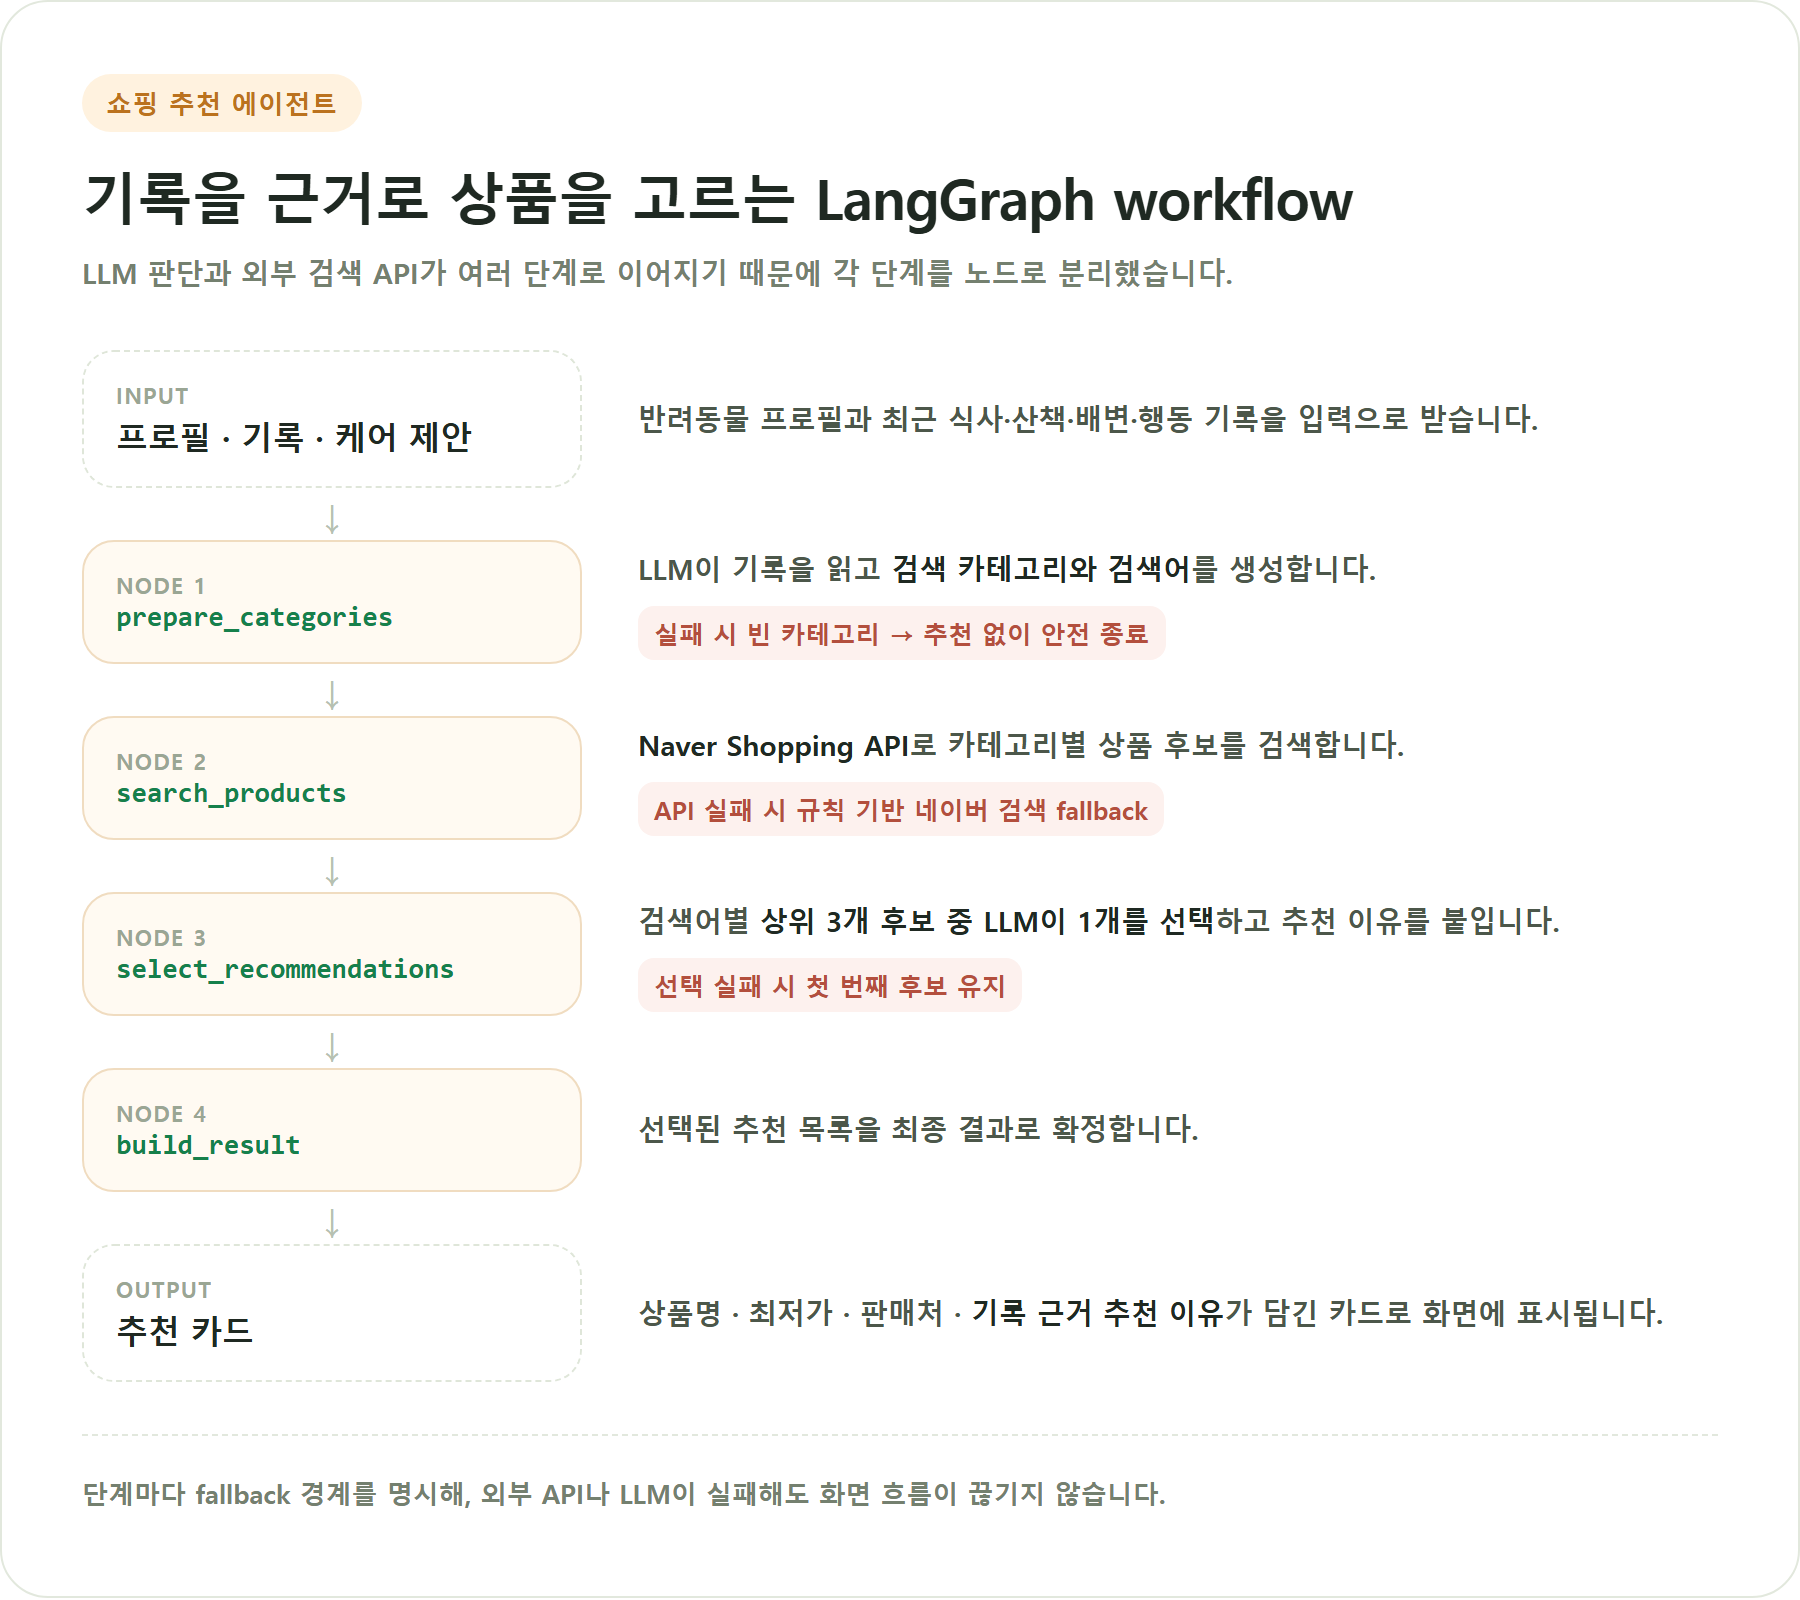 쇼핑 추천 에이전트
기록을 근거로 상품을 고르는 LangGraph workflow
LLM 판단과 외부 검색 API가 여러 단계로 이어지기 때문에 각 단계를 노드로 분리했습니다.
INPUT
프로필 · 기록 · 케어 제안
반려동물 프로필과 최근 식사·산책·배변·행동 기록을 입력으로 받습니다.
↓
NODE 1
prepare_categories
LLM이 기록을 읽고 검색 카테고리와 검색어를 생성합니다.
실패 시 빈 카테고리 → 추천 없이 안전 종료
↓
NODE 2
search_products
Naver Shopping API로 카테고리별 상품 후보를 검색합니다.
API 실패 시 규칙 기반 네이버 검색 fallback
↓
NODE 3
select_recommendations
검색어별 상위 3개 후보 중 LLM이 1개를 선택하고 추천 이유를 붙입니다.
선택 실패 시 첫 번째 후보 유지
↓
NODE 4
build_result
선택된 추천 목록을 최종 결과로 확정합니다.
↓
OUTPUT
추천 카드
상품명 · 최저가 · 판매처 · 기록 근거 추천 이유가 담긴 카드로 화면에 표시됩니다.
단계마다 fallback 경계를 명시해, 외부 API나 LLM이 실패해도 화면 흐름이 끊기지 않습니다.